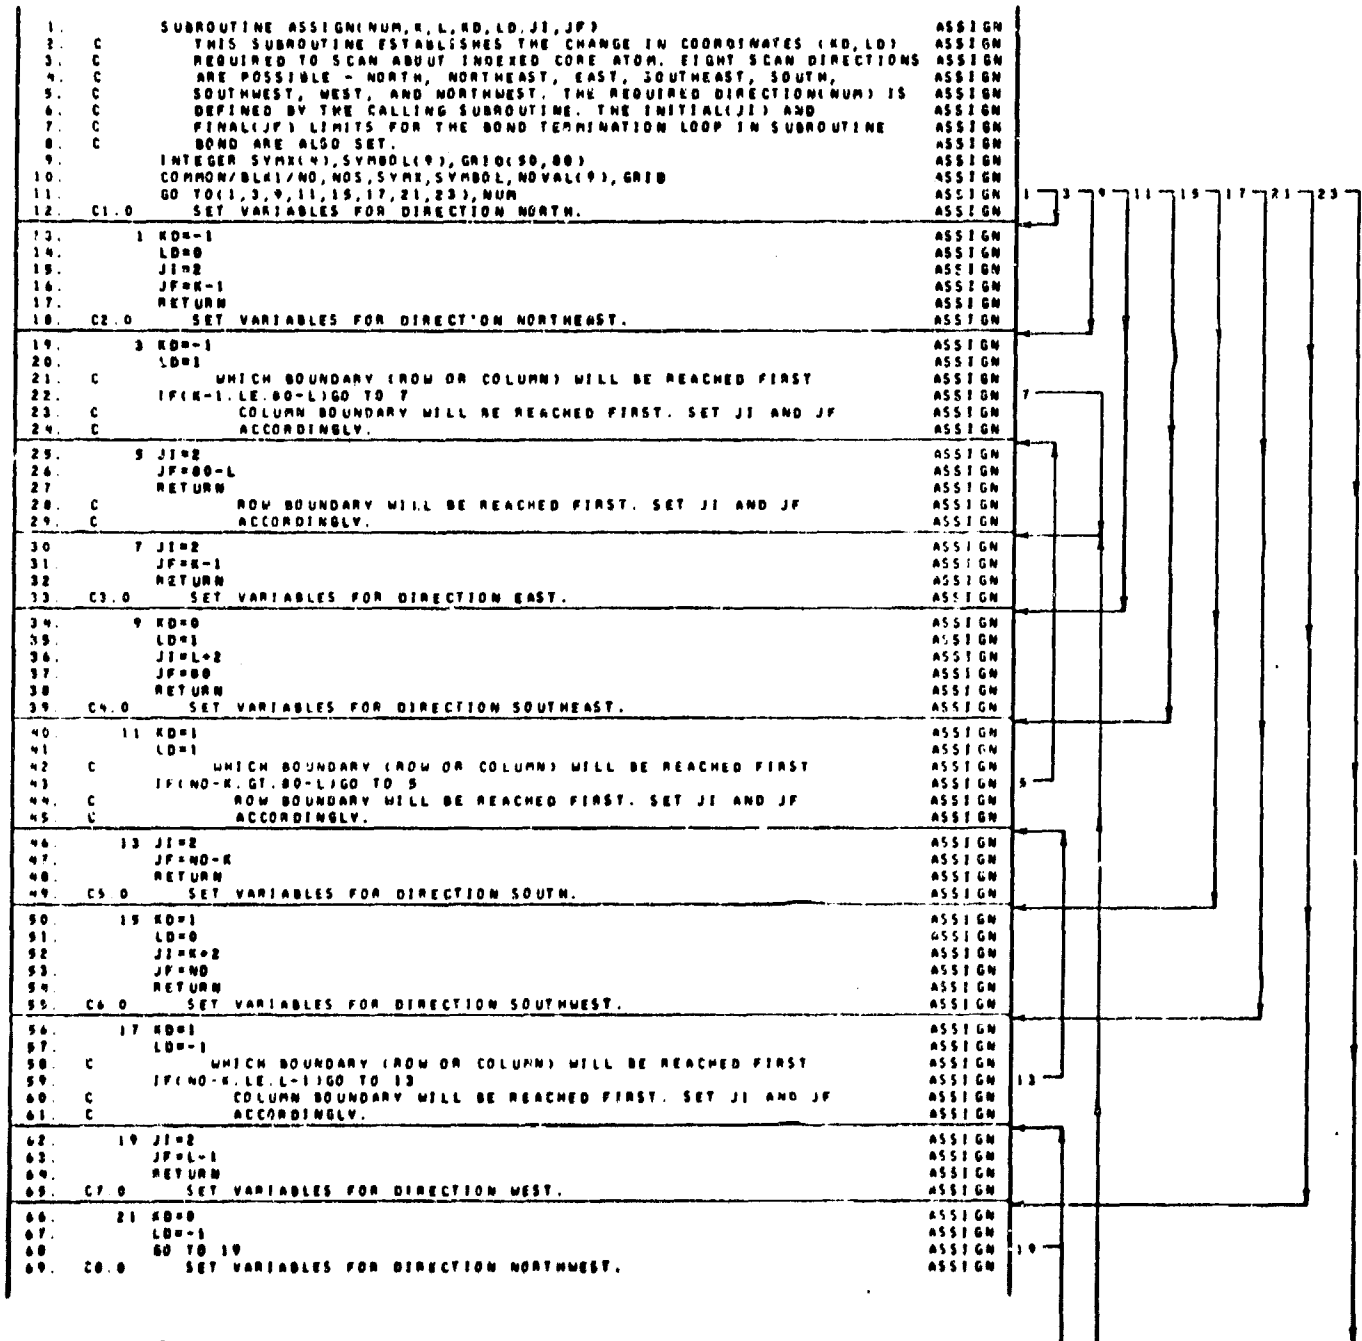 1. SUBROUTINE ASSIGN(NUM,K,L,KD,LD,JI,JF) ASSIGN
2. C THIS SUBROUTINE ESTABLISHES THE CHANGE IN COORDINATES (KD,LD) ASSIGN
3. C REQUIRED TO SCAN ABOUT INDEXED CORE ATOM. EIGHT SCAN DIRECTIONS ASSIGN
4. C ARE POSSIBLE - NORTH, NORTHEAST, EAST, SOUTHEAST, SOUTH, ASSIGN
5. C SOUTHWEST, WEST, AND NORTHWEST. THE REQUIRED DIRECTION(NUM) IS ASSIGN
6. C DEFINED BY THE CALLING SUBROUTINE. THE INITIAL(JI) AND ASSIGN
7. C FINAL(JF) LIMITS FOR THE BOND TERMINATION LOOP IN SUBROUTINE ASSIGN
8. C BOND ARE ALSO SET. ASSIGN
9. INTEGER SYMX(4),SYMBOL(9),GRID(50,80) ASSIGN
10. COMMON/BLK1/NO,NOS,SYMX,SYMBOL,NOVAL(9),GRID ASSIGN
11. GO TO(1,3,9,11,15,17,21,23),NUM ASSIGN 1 3 9 11 15 17 21 23
12. C1.0 SET VARIABLES FOR DIRECTION NORTH. ASSIGN
13. 1 KD=-1 ASSIGN
14. LD=0 ASSIGN
15. JI=2 ASSIGN
16. JF=K-1 ASSIGN
17. RETURN ASSIGN
18. C2.0 SET VARIABLES FOR DIRECT'ON NORTHEAST. ASSIGN
19. 3 KD=-1 ASSIGN
20. LD=1 ASSIGN
21. C WHICH BOUNDARY (ROW OR COLUMN) WILL BE REACHED FIRST ASSIGN
22. IF(K-1.LE.80-L)GO TO 7 ASSIGN 7
23. C COLUMN BOUNDARY WILL BE REACHED FIRST. SET JI AND JF ASSIGN
24. C ACCORDINGLY. ASSIGN
25. 5 JI=2 ASSIGN
26. JF=80-L ASSIGN
27 RETURN ASSIGN
28. C ROW BOUNDARY WILL BE REACHED FIRST. SET JI AND JF ASSIGN
29. C ACCORDINGLY. ASSIGN
30 7 JI=2 ASSIGN
31. JF=K-1 ASSIGN
32 RETURN ASSIGN
33. C3.0 SET VARIABLES FOR DIRECTION EAST. ASSIGN
34. 9 KD=0 ASSIGN
35. LD=1 ASSIGN
36. JI=L+2 ASSIGN
37. JF=80 ASSIGN
38 RETURN ASSIGN
39. C4.0 SET VARIABLES FOR DIRECTION SOUTHEAST. ASSIGN
40. 11 KD=1 ASSIGN
41 LD=1 ASSIGN
42 C WHICH BOUNDARY (ROW OR COLUMN) WILL BE REACHED FIRST ASSIGN
43 IF(NO-K.GT.80-L)GO TO 5 ASSIGN 5
44. C ROW BOUNDARY WILL BE REACHED FIRST. SET JI AND JF ASSIGN
45. C ACCORDINGLY. ASSIGN
46. 13 JI=2 ASSIGN
47. JF=NO-K ASSIGN
48. RETURN ASSIGN
49. C5 0 SET VARIABLES FOR DIRECTION SOUTH. ASSIGN
50. 15 KD=1 ASSIGN
51. LD=0 ASSIGN
52 JI=K+2 ASSIGN
53. JF=NO ASSIGN
54. RETURN ASSIGN
55. C6 0 SET VARIABLES FOR DIRECTION SOUTHWEST. ASSIGN
56. 17 KD=1 ASSIGN
57. LD=-1 ASSIGN
58 C WHICH BOUNDARY (ROW OR COLUMN) WILL BE REACHED FIRST ASSIGN
59. IF(NO-K.LE.L-1)GO TO 13 ASSIGN 13
60. C COLUMN BOUNDARY WILL BE REACHED FIRST. SET JI AND JF ASSIGN
61. C ACCORDINGLY. ASSIGN
62. 19 JI=2 ASSIGN
63. JF=L-1 ASSIGN
64. RETURN ASSIGN
65. C7 0 SET VARIABLES FOR DIRECTION WEST. ASSIGN
66. 21 KD=0 ASSIGN
67. LD=-1 ASSIGN
68 GO TO 19 ASSIGN 19
69. C8.0 SET VARIABLES FOR DIRECTION NORTHWEST. ASSIGN